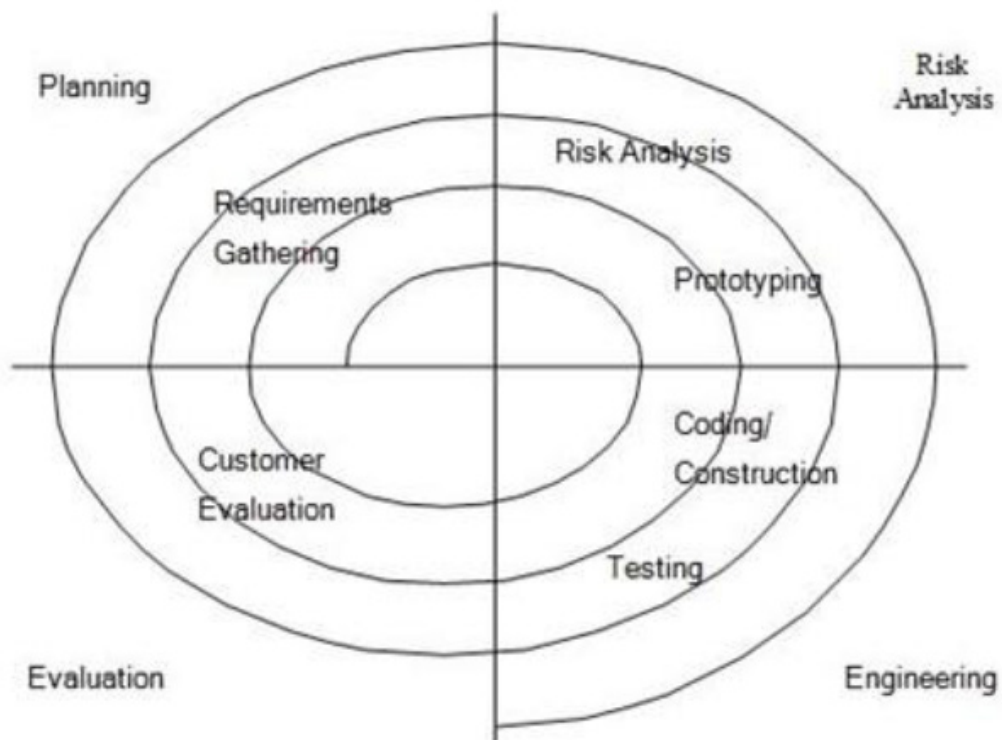 Planning
Risk
Analysis
Risk Analysis
Requirements
Gathering
Prototyping
Coding/
Construction
Customer
Evaluation
Testing
Evaluation
Engineering